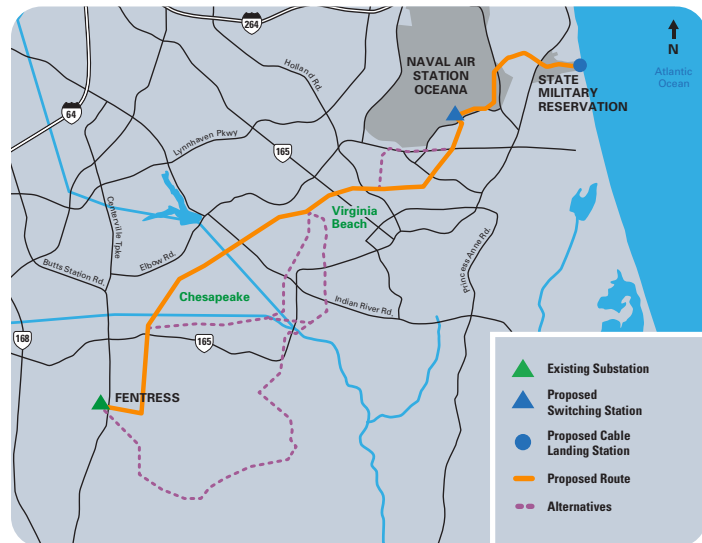 264
N
NAVAL AIR
STATION
OCEANA
Holland Rd.
STATE
MILITARY
RESERVATION
Atlantic
Ocean
64
Lynnhaven Pkwy
165
Centerville Tpke
Virginia
Beach
Elbow Rd.
Butts Station Rd.
Princess Anne Rd.
Chesapeake
Indian River Rd.
168
165
FENTRESS
Existing Substation
Proposed
Switching Station
Proposed Cable
Landing Station
Proposed Route
Alternatives